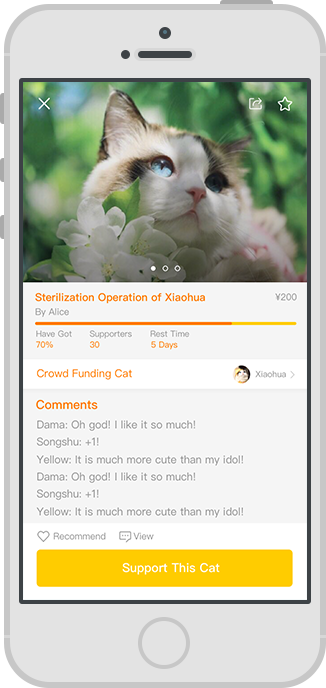 Sterilization Operation of Xiaohua ¥200
By Alice
Have Got Supporters Rest Time
70% 30 5 Days
Crowd Funding Cat Xiaohua
Comments
Dama: Oh god! I like it so much!
Songshu: +1!
Yellow: It is much more cute than my idol!
Dama: Oh god! I like it so much!
Songshu: +1!
Yellow: It is much more cute than my idol!
Recommend View
Support This Cat